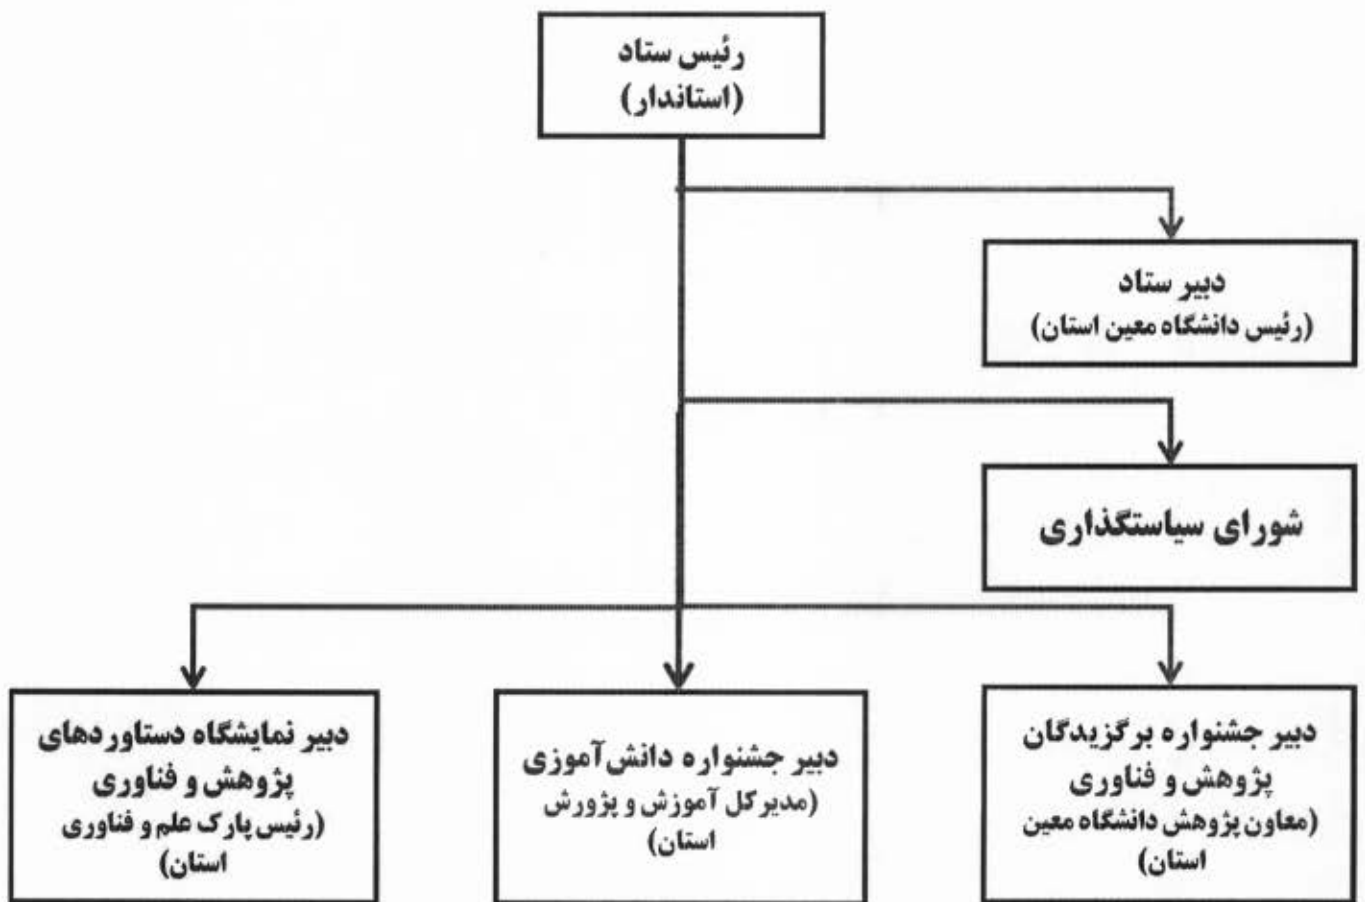 رئیس ستاد
(استاندار)
دبیر ستاد
(رئیس دانشگاه معین استان)
شورای سیاستگذاری
دبیر جشنواره برگزیدگان
پژوهش و فناوری
(معاون پژوهش دانشگاه معین
استان)
دبیر جشنواره دانش‌آموزی
(مدیرکل آموزش و پژورش
استان)
دبیر نمایشگاه دستاوردهای
پژوهش و فناوری
(رئیس پارک علم و فناوری
استان)